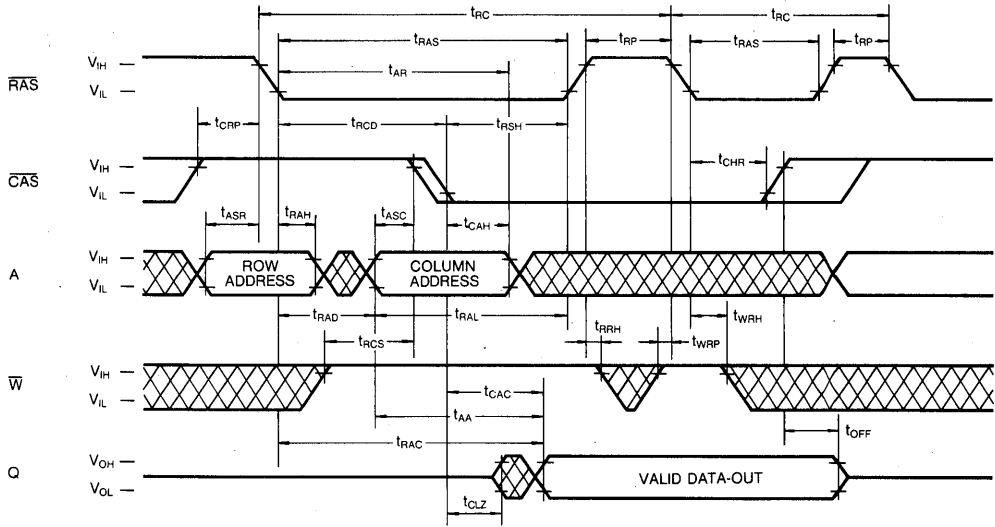 tRC tRC
tRAS tRP tRAS tRP
tAR
RAS VIH
VIL
tCRP tRCD tRSH
CAS VIH
VIL
tCHR
tASR tRAH tASC tCAH
A VIH
VIL
ROW ADDRESS
COLUMN ADDRESS
tRAD tRAL tWRH
tRCS tRRH tWRP
W VIH
VIL
tCAC
tAA
tRAC tOFF
Q VOH
VOL
VALID DATA-OUT
tCLZ